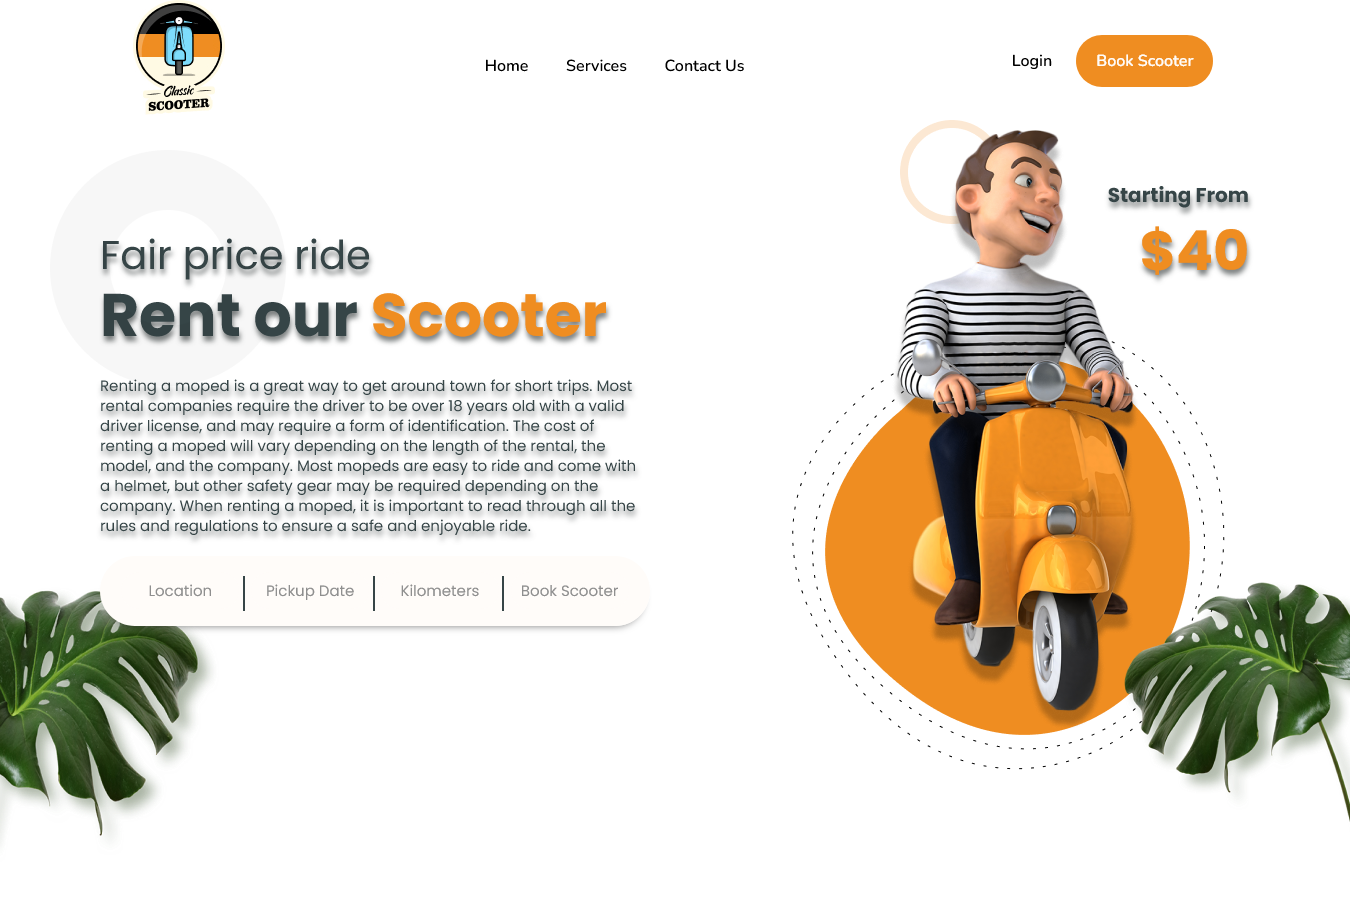 Classic
SCOOTER
Home
Services
Contact Us
Login
Book Scooter
Starting From
$40
Fair price ride
Rent our Scooter
Renting a moped is a great way to get around town for short trips. Most
rental companies require the driver to be over 18 years old with a valid
driver license, and may require a form of identification. The cost of
renting a moped will vary depending on the length of the rental, the
model, and the company. Most mopeds are easy to ride and come with
a helmet, but other safety gear may be required depending on the
company. When renting a moped, it is important to read through all the
rules and regulations to ensure a safe and enjoyable ride.
Location
Pickup Date
Kilometers
Book Scooter